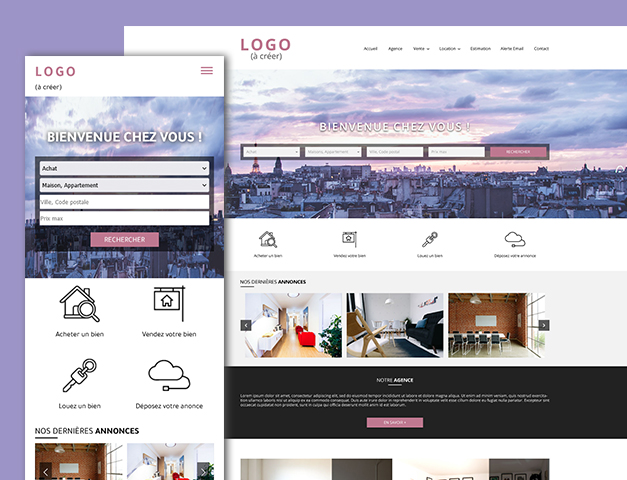 LOGO
(à créer)
BIENVENUE CHEZ VOUS !
Achat
Maison, Appartement
Ville, Code postale
Prix max
RECHERCHER
Acheter un bien
Vendez votre bien
Louez un bien
Déposez votre anonce
NOS DERNIÈRES ANNONCES
LOGO
(à créer)
Accueil Agence Vente Location Estimation Alerte Email Contact
BIENVENUE CHEZ VOUS !
Achat Maisons, Appartement Ville, Code postal Prix max RECHERCHER
Acheter un bien Vendez votre bien Louez un bien Déposez votre annonce
NOS DERNIÈRES ANNONCES
NOTRE AGENCE
Lorem ipsum dolor sit amet, consectetur adipiscing elit, sed do eiusmod tempor incididunt ut labore et dolore magna aliqua. Ut enim ad minim veniam, quis nostrud exercita-
tion ullamco laboris nisi ut aliquip ex ea commodo consequat. Duis aute irure dolor in reprehenderit in voluptate velit esse cillum dolore eu fugiat nulla pariatur. Excepteur sint
occaecat cupidatat non proident, sunt in culpa qui officia deserunt mollit anim id est laborum.
EN SAVOIR +